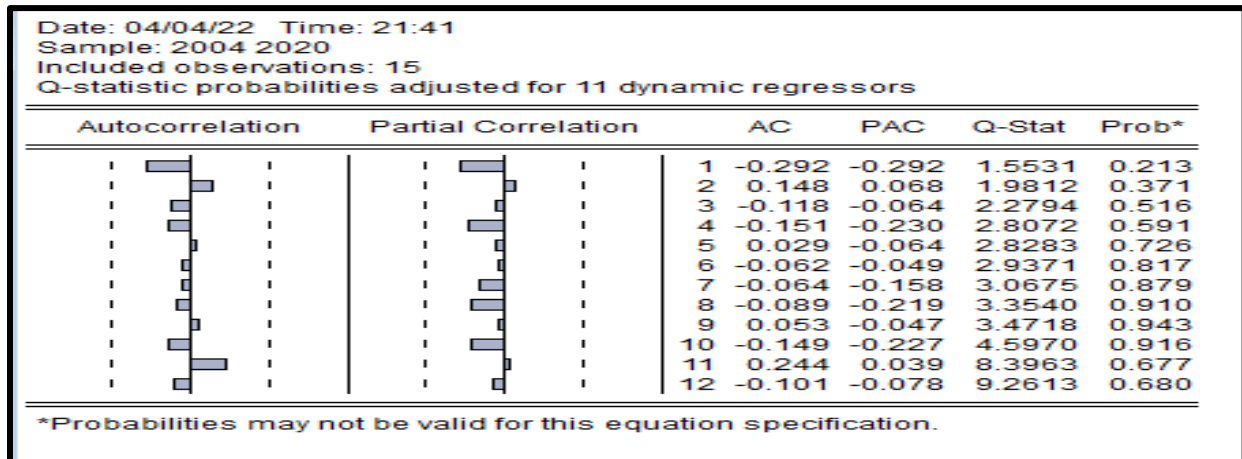 Date: 04/04/22 Time: 21:41
Sample: 2004 2020
Included observations: 15
Q-statistic probabilities adjusted for 11 dynamic regressors
Autocorrelation Partial Correlation AC PAC Q-Stat Prob*
1 -0.292 -0.292 1.5531 0.213
2 0.148 0.068 1.9812 0.371
3 -0.118 -0.064 2.2794 0.516
4 -0.151 -0.230 2.8072 0.591
5 0.029 -0.064 2.8283 0.726
6 -0.062 -0.049 2.9371 0.817
7 -0.064 -0.158 3.0675 0.879
8 -0.089 -0.219 3.3540 0.910
9 0.053 -0.047 3.4718 0.943
10 -0.149 -0.227 4.5970 0.916
11 0.244 0.039 8.3963 0.677
12 -0.101 -0.078 9.2613 0.680
*Probabilities may not be valid for this equation specification.